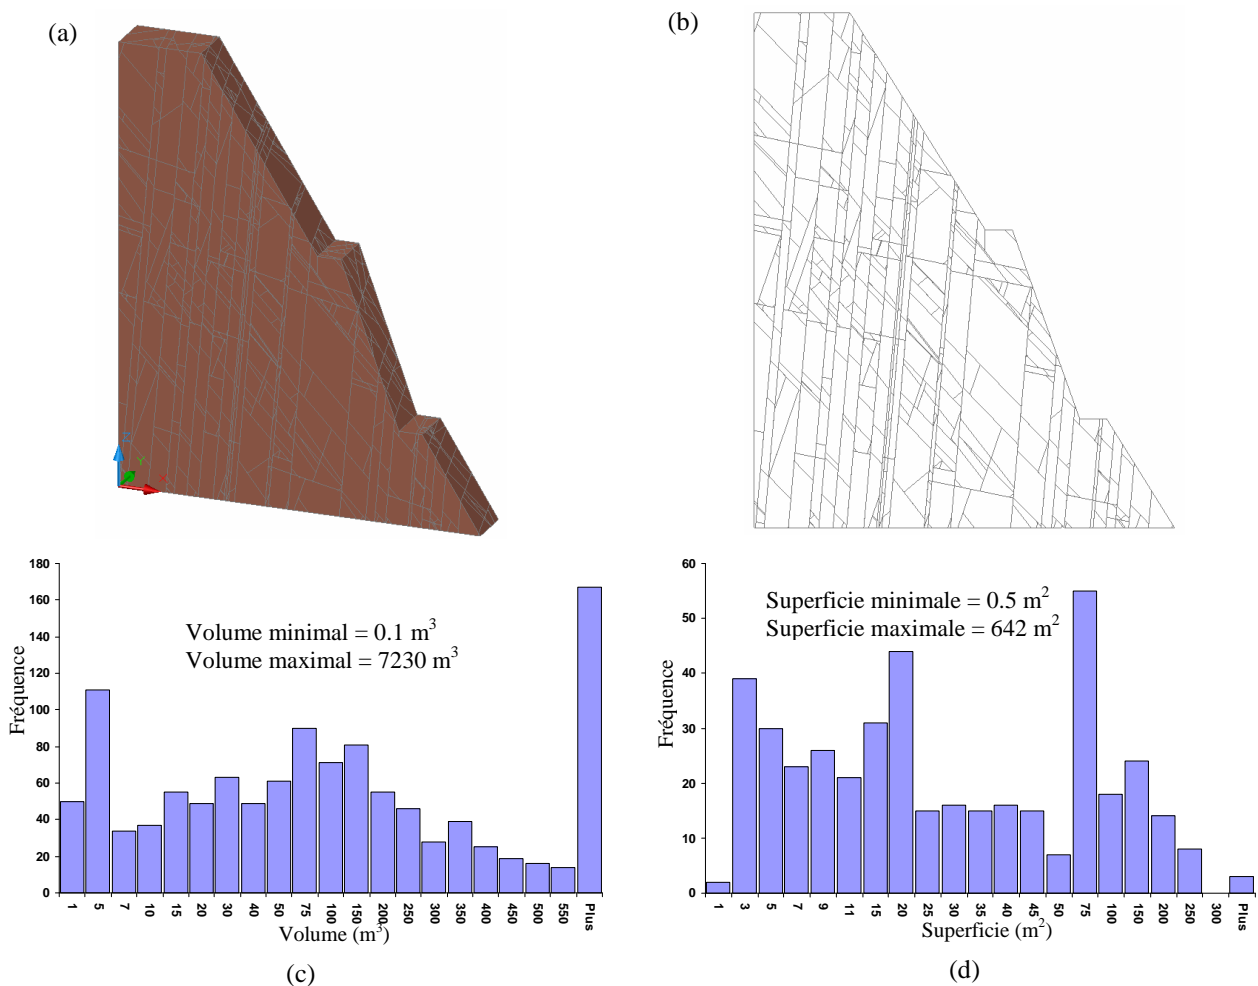 (a)
(b)
Z
Y
X
180
160
140
120
100
80
60
40
20
0
Fréquence
Volume minimal = 0.1 m³
Volume maximal = 7230 m³
1 5 7 10 15 20 30 40 50 75 100 150 200 250 300 350 400 450 500 550 Plus
Volume (m³)
(c)
60
50
40
30
20
10
0
Fréquence
Superficie minimale = 0.5 m²
Superficie maximale = 642 m²
1 3 5 7 9 11 15 20 25 30 35 40 45 50 75 100 150 200 250 300 Plus
Superficie (m²)
(d)